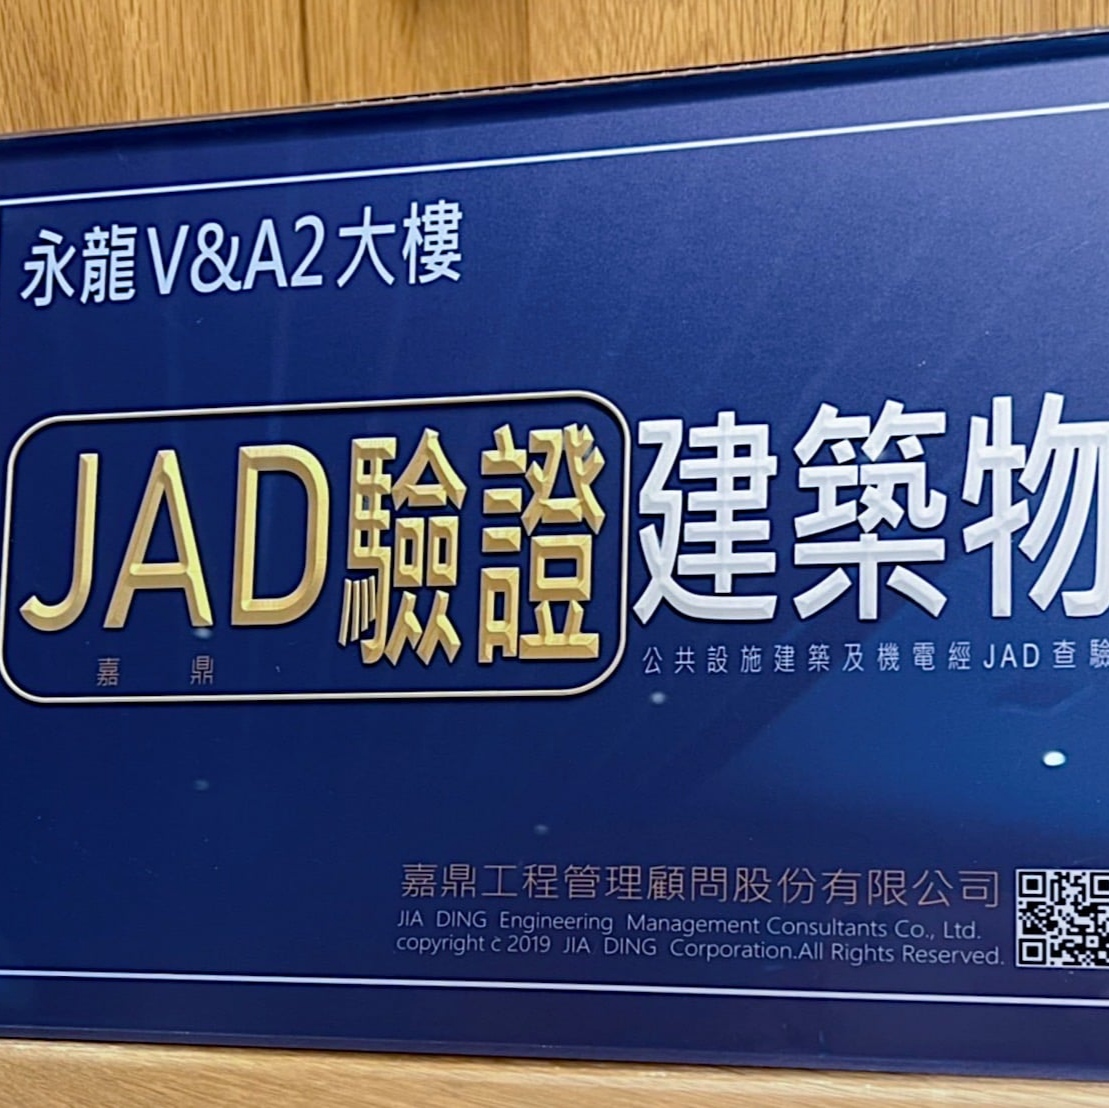 永龍V&A2大樓
JAD驗證建築物
嘉鼎
公共設施建築及機電經JAD查驗
嘉鼎工程管理顧問股份有限公司
JIA DING Engineering Management Consultants Co., Ltd.
copyright c 2019 JIA DING Corporation.All Rights Reserved.